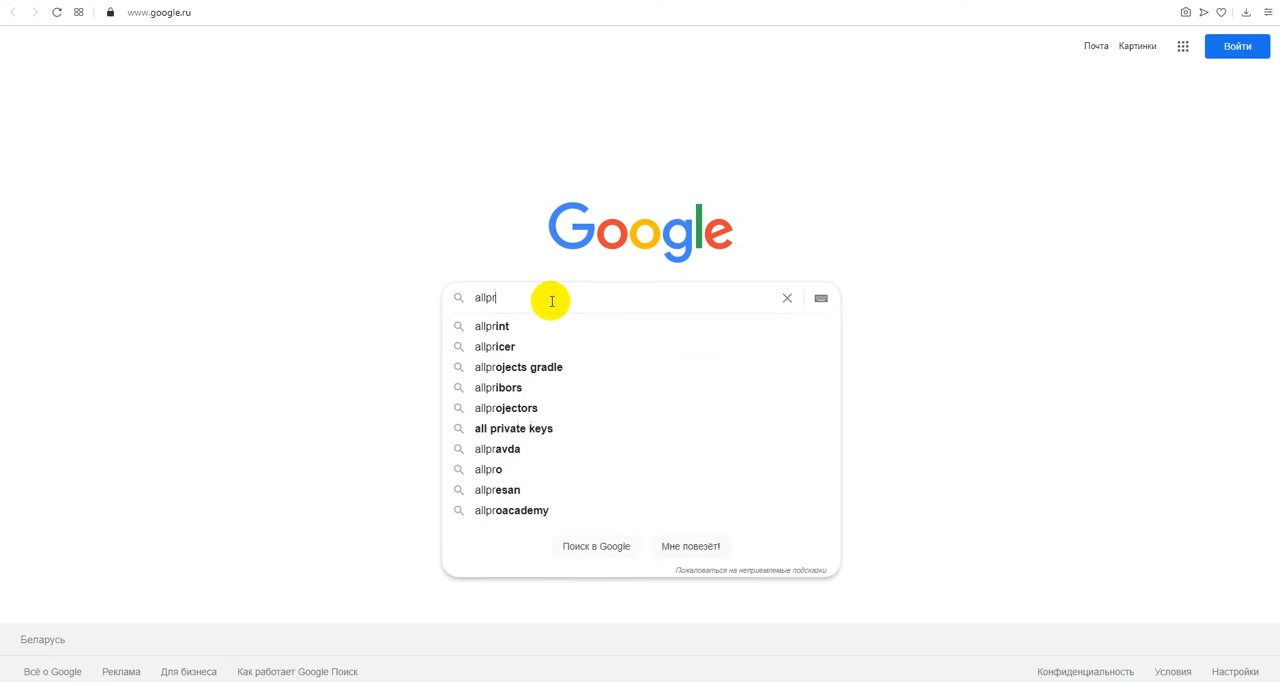 www.google.ru
Почта Картинки Войти
Google
allpr
allprint
allpricer
allprojects gradle
allpribors
allprojectors
all private keys
allpravda
allpro
allpresan
allproacademy
Поиск в Google Мне повезёт!
Пожаловаться на неприемлемые подсказки
Беларусь
Всё о Google Реклама Для бизнеса Как работает Google Поиск Конфиденциальность Условия Настройки